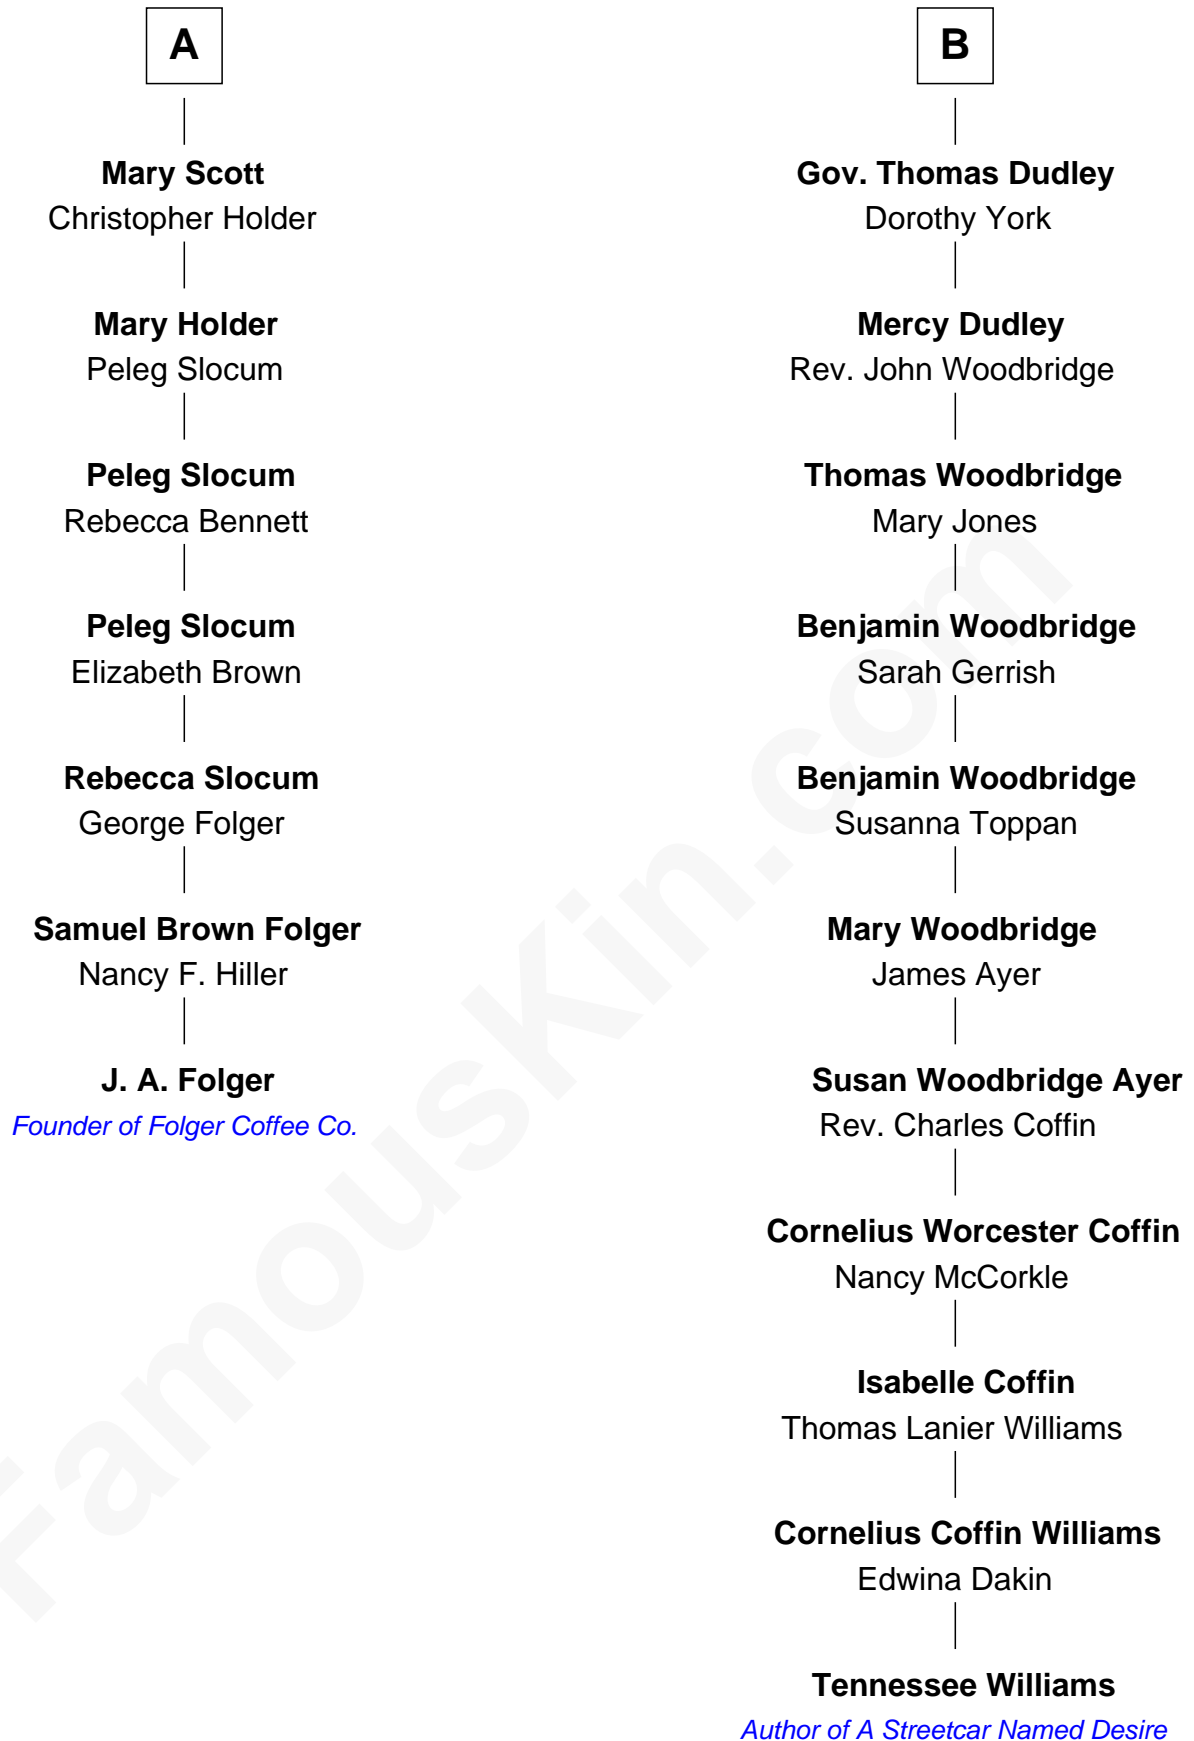 A
Mary Scott
Christopher Holder
Mary Holder
Peleg Slocum
Peleg Slocum
Rebecca Bennett
Peleg Slocum
Elizabeth Brown
Rebecca Slocum
George Folger
Samuel Brown Folger
Nancy F. Hiller
J. A. Folger
Founder of Folger Coffee Co.
B
Gov. Thomas Dudley
Dorothy York
Mercy Dudley
Rev. John Woodbridge
Thomas Woodbridge
Mary Jones
Benjamin Woodbridge
Sarah Gerrish
Benjamin Woodbridge
Susanna Toppan
Mary Woodbridge
James Ayer
Susan Woodbridge Ayer
Rev. Charles Coffin
Cornelius Worcester Coffin
Nancy McCorkle
Isabelle Coffin
Thomas Lanier Williams
Cornelius Coffin Williams
Edwina Dakin
Tennessee Williams
Author of A Streetcar Named Desire
FamousKin.com